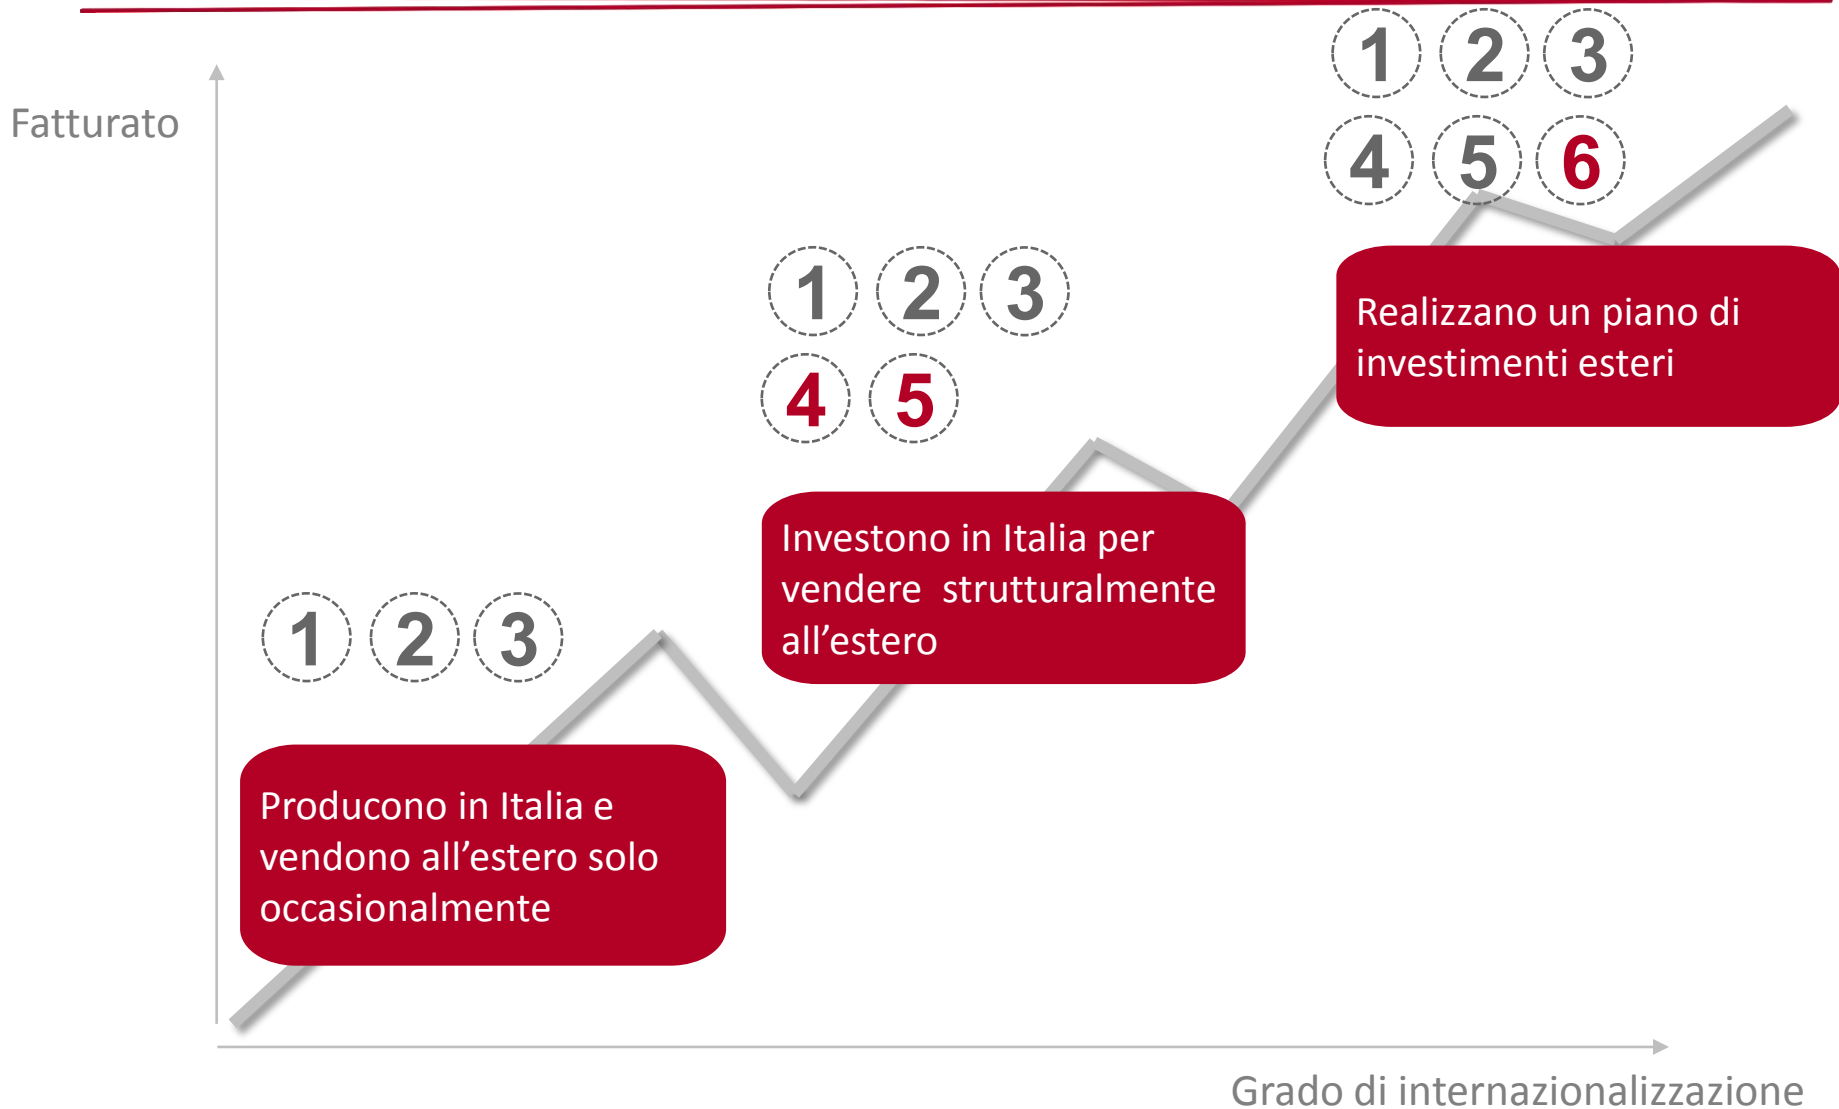 1 2 3
Fatturato
4 5 6
1 2 3
Realizzano un piano di
investimenti esteri
4 5
Investono in Italia per
vendere strutturalmente
all’estero
1 2 3
Producono in Italia e
vendono all’estero solo
occasionalmente
Grado di internazionalizzazione